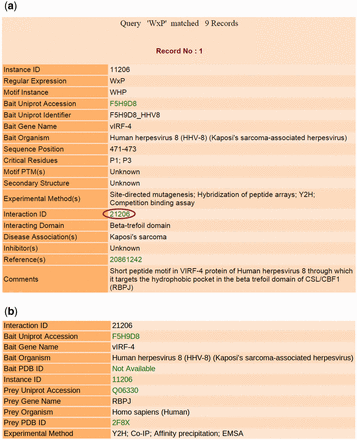 (a)
Query 'WxP' matched 9 Records
Record No : 1
Instance ID 11206
Regular Expression WxP
Motif Instance WHP
Bait Uniprot Accession F5H9D8
Bait Uniprot Identifier F5H9D8_HHV8
Bait Gene Name vIRF-4
Bait Organism Human herpesvirus 8 (HHV-8) (Kaposi's sarcoma-associated herpesvirus)
Sequence Position 471-473
Critical Residues P1; P3
Motif PTM(s) Unknown
Secondary Structure Unknown
Experimental Method(s) Site-directed mutagenesis; Hybridization of peptide arrays; Y2H;
Competition binding assay
Interaction ID 21206
Interacting Domain Beta-trefoil domain
Disease Association(s) Kaposi's sarcoma
Inhibitor(s) Unknown
Reference(s) 20861242
Comments Short peptide motif in VIRF-4 protein of Human herpesvirus 8 through which
it targets the hydrophobic pocket in the beta trefoil domain of CSL/CBF1
(RBPJ)
(b)
Interaction ID 21206
Bait Uniprot Accession F5H9D8
Bait Gene Name vIRF-4
Bait Organism Human herpesvirus 8 (HHV-8) (Kaposi's sarcoma-associated herpesvirus)
Bait PDB ID Not Available
Instance ID 11206
Prey Uniprot Accession Q06330
Prey Gene Name RBPJ
Prey Organism Homo sapiens (Human)
Prey PDB ID 2F8X
Experimental Method Y2H; Co-IP; Affinity precipitation; EMSA